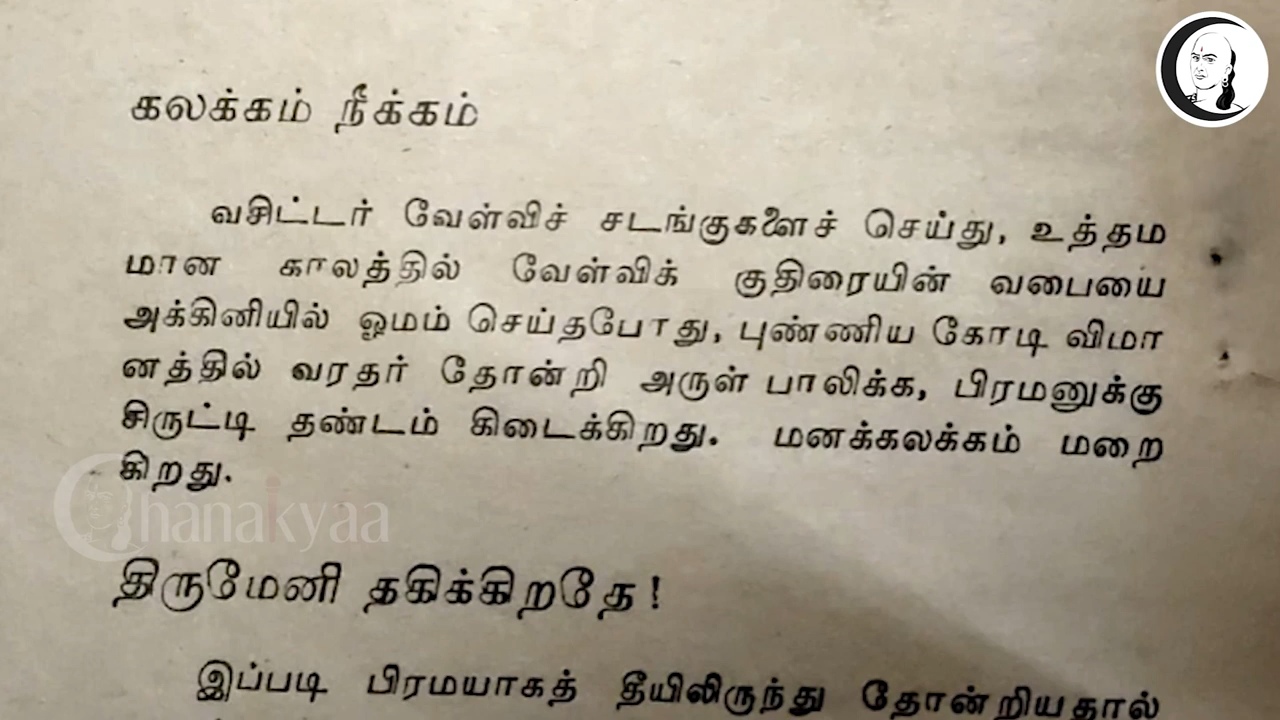 கலக்கம் நீக்கம்
வசிட்டர் வேள்விச் சடங்குகளைச் செய்து, உத்தம
மான காலத்தில் வேள்விக் குதிரையின் வபையை
அக்கினியில் ஓமம் செய்தபோது, புண்ணிய கோடி விமா
னத்தில் வரதர் தோன்றி அருள் பாலிக்க, பிரமனுக்கு
சிருட்டி தண்டம் கிடைக்கிறது. மனக்கலக்கம் மறை
கிறது.
Chanakyaa
திருமேனி தகிக்கிறதே!
இப்படி பிரமயாகத் தீயிலிருந்து தோன்றியதால்